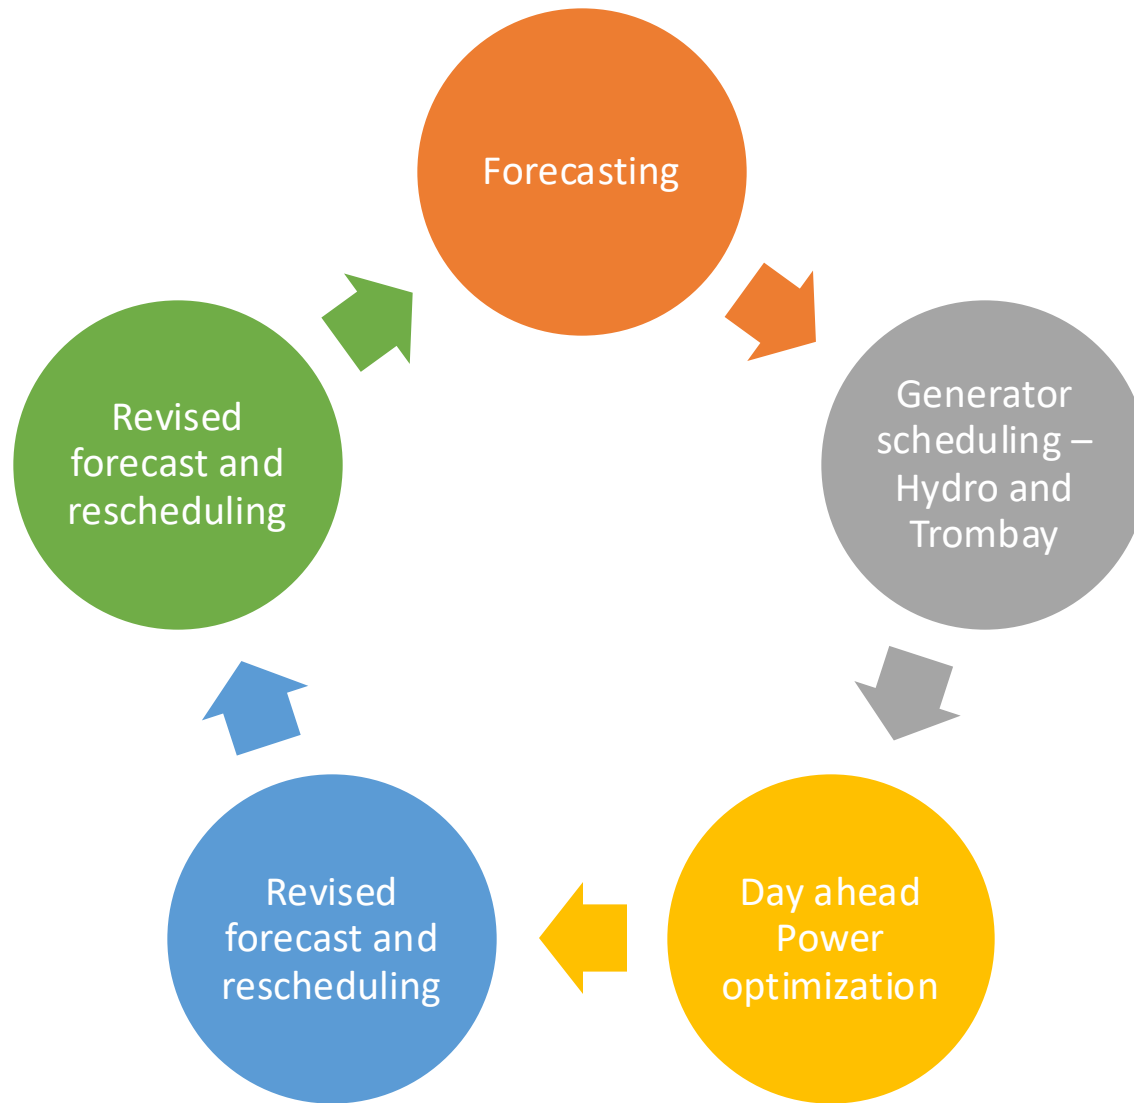 Forecasting
Generator
scheduling –
Hydro and
Trombay
Day ahead
Power
optimization
Revised
forecast and
rescheduling
Revised
forecast and
rescheduling